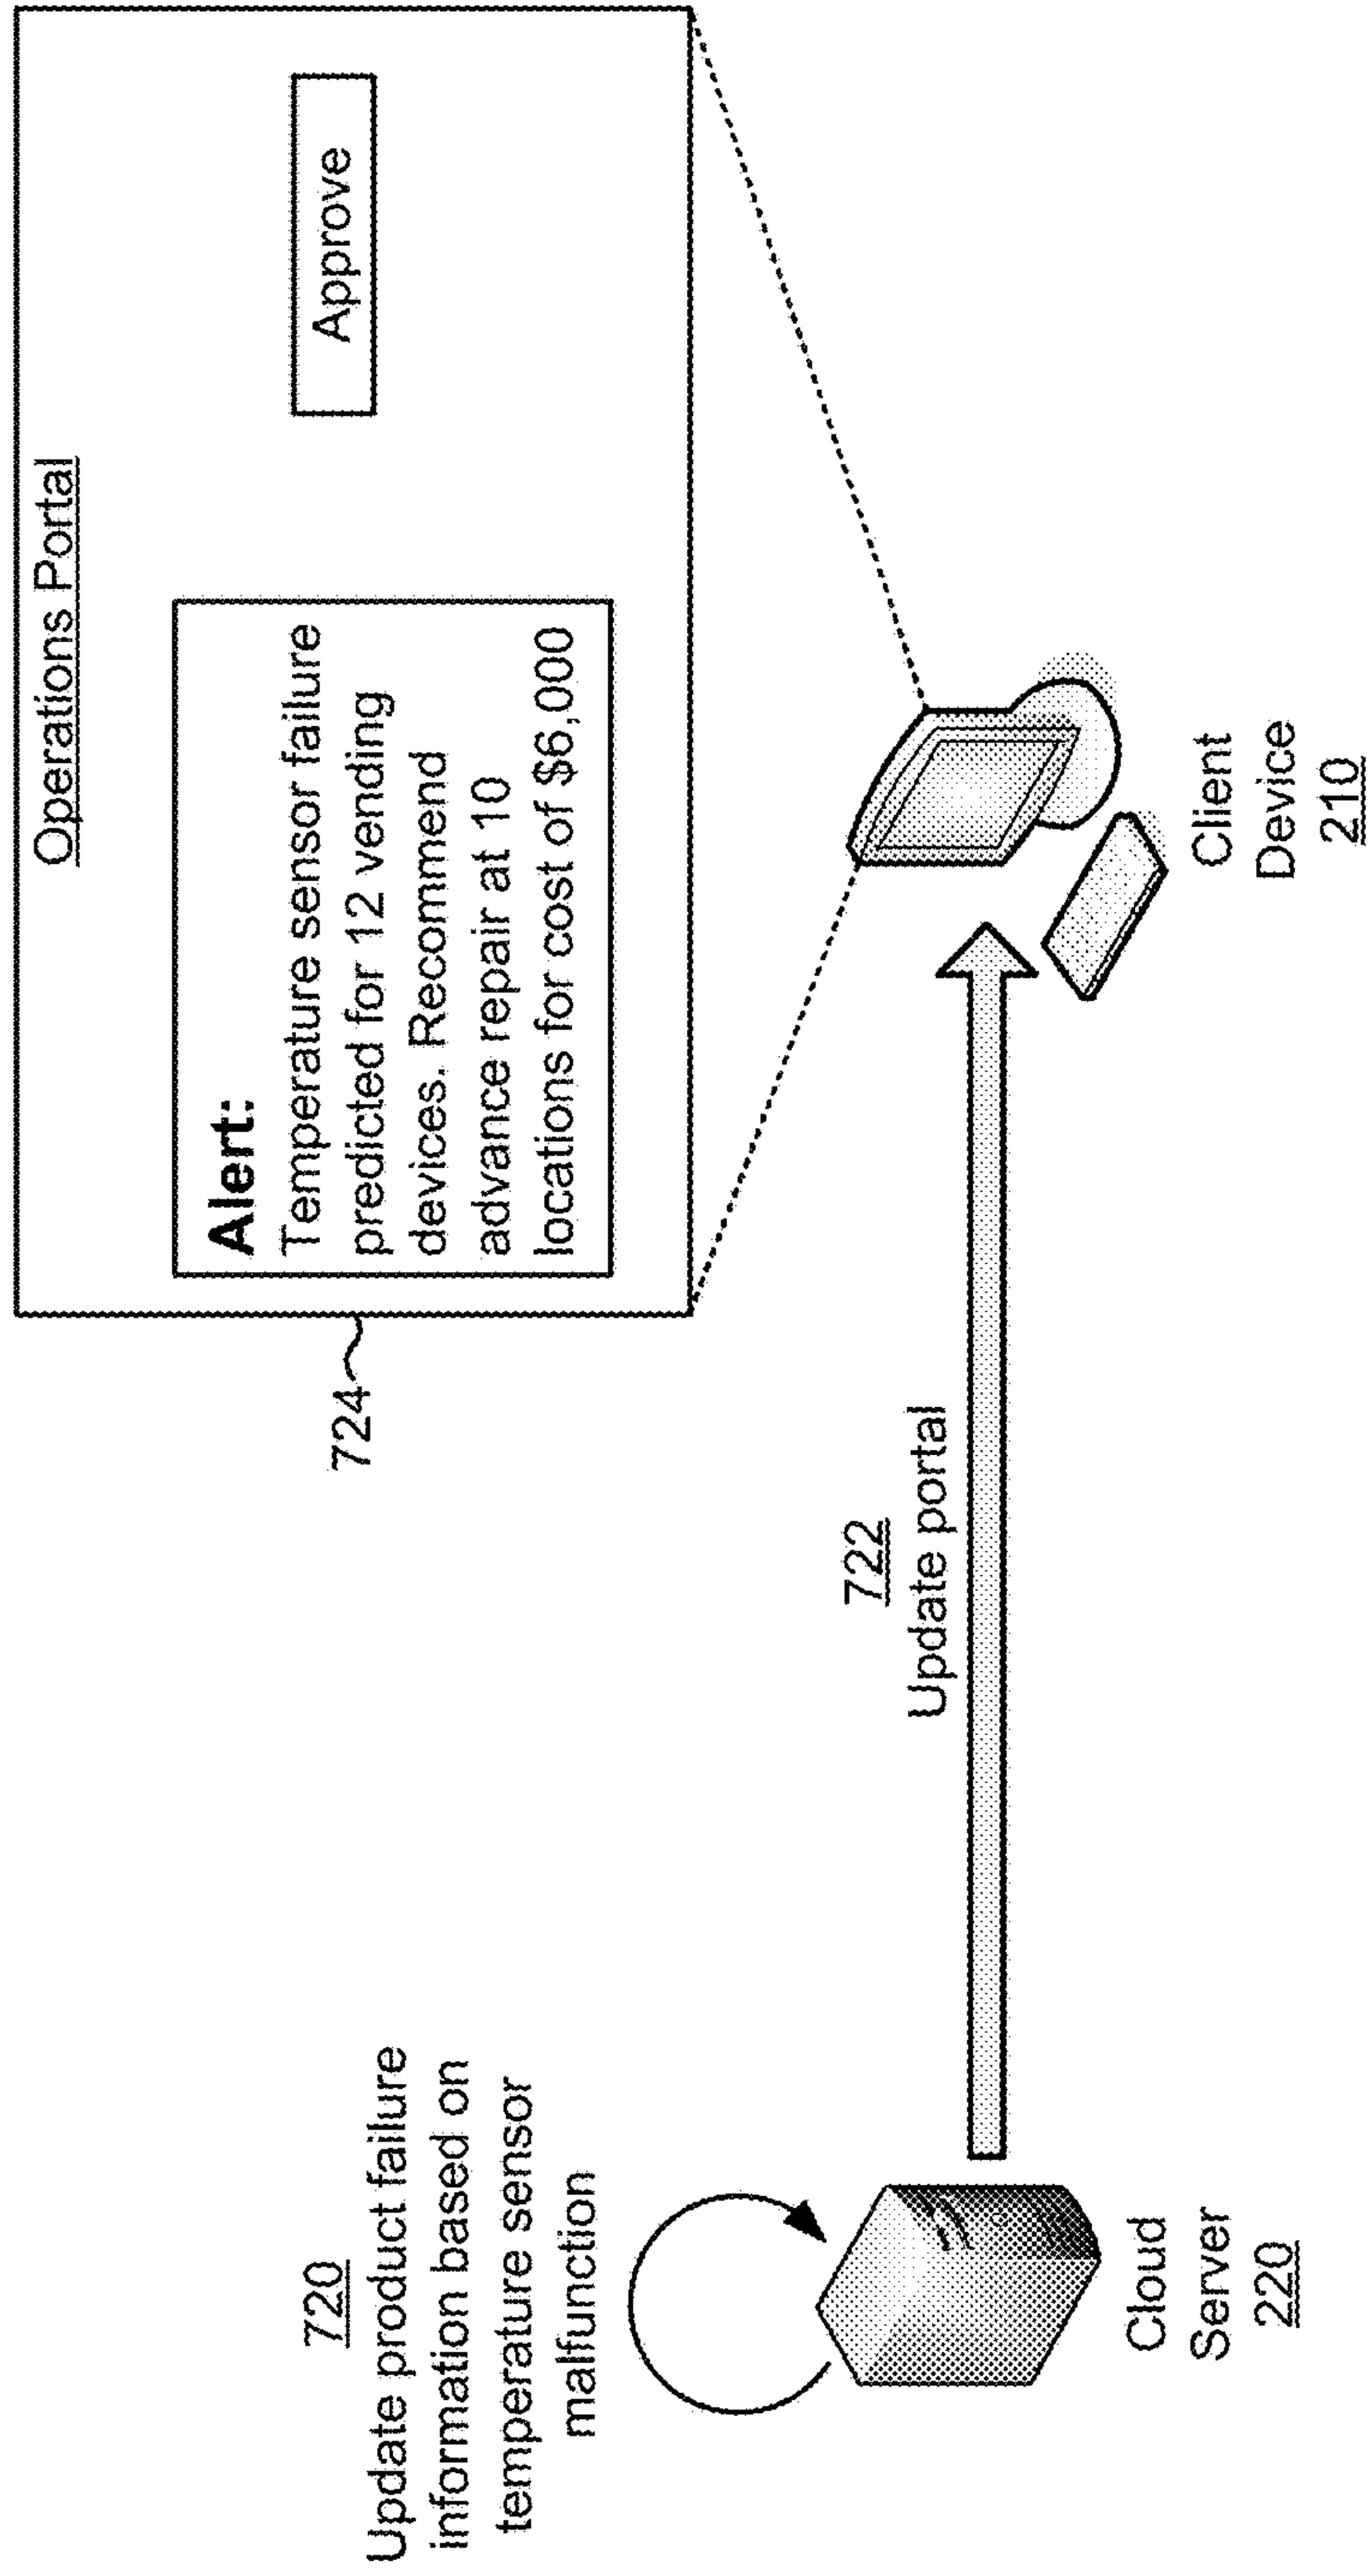 720
Update product failure
information based on
temperature sensor
malfunction
Cloud
Server
220
722
Update portal
724
Operations Portal
Alert:
Temperature sensor failure
predicted for 12 vending
devices. Recommend
advance repair at 10
locations for cost of $6,000
Approve
Client
Device
210